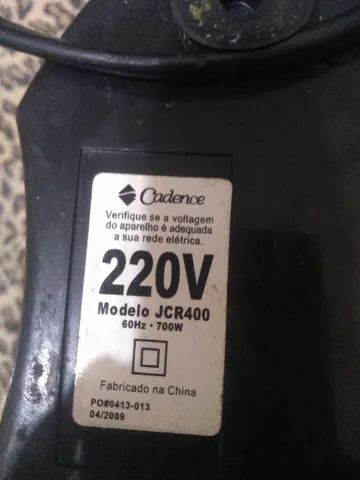 Cadence
Verifique se a voltagem
do aparelho é adequada
a sua rede elétrica.
220V
Modelo JCR400
60Hz • 700W
Fabricado na China
PO#0413-013
04/2009